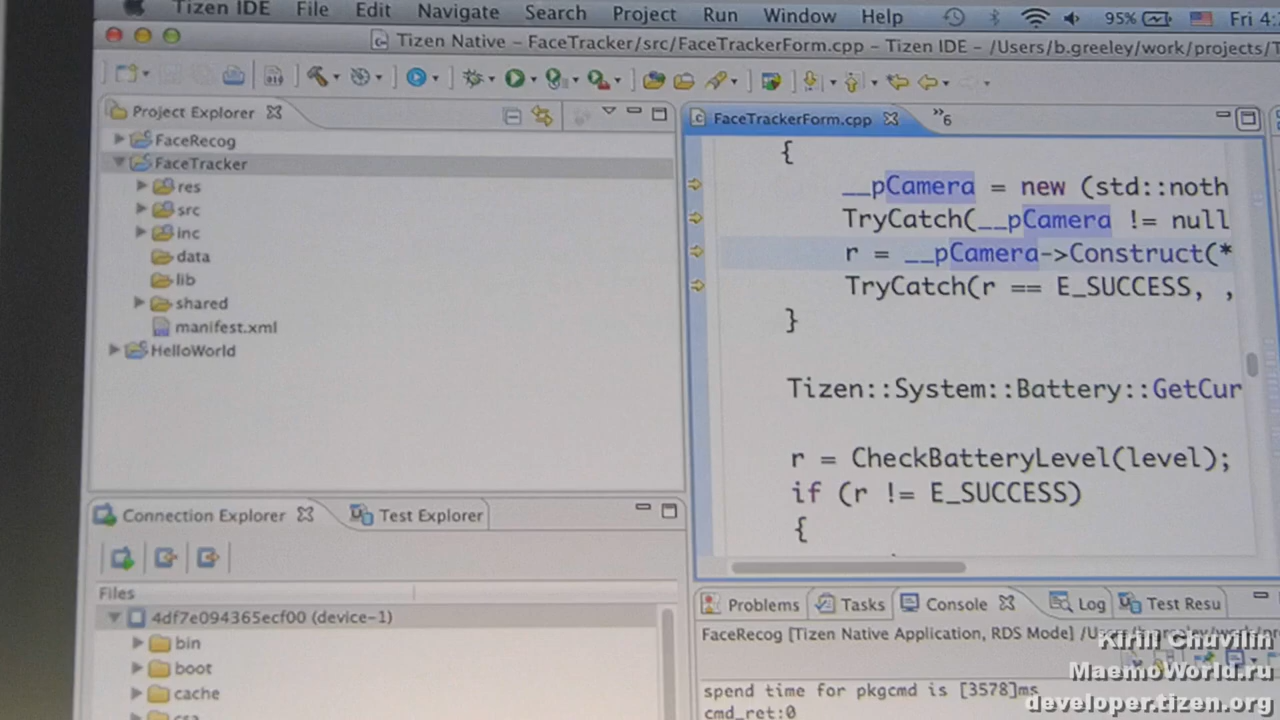 Tizen IDE File Edit Navigate Search Project Run Window Help 95% Fri 4:
Tizen Native – FaceTracker/src/FaceTrackerForm.cpp – Tizen IDE – /Users/b.greeley/work/projects/T
Project Explorer
FaceRecog
FaceTracker
res
src
inc
data
lib
shared
manifest.xml
HelloWorld
FaceTrackerForm.cpp
»6
{
__pCamera = new (std::noth
TryCatch(__pCamera != null
r = __pCamera->Construct(*
TryCatch(r == E_SUCCESS, ,
}
Tizen::System::Battery::GetCur
r = CheckBatteryLevel(level);
if (r != E_SUCCESS)
{
Connection Explorer Test Explorer
Files
4df7e094365ecf00 (device-1)
bin
boot
cache
Problems Tasks Console Log Test Resu
FaceRecog [Tizen Native Application, RDS Mode]
spend time for pkgcmd is [3578]ms
cmd_ret:0
Kirill Chuvilin
MaemoWorld.ru
developer.tizen.org